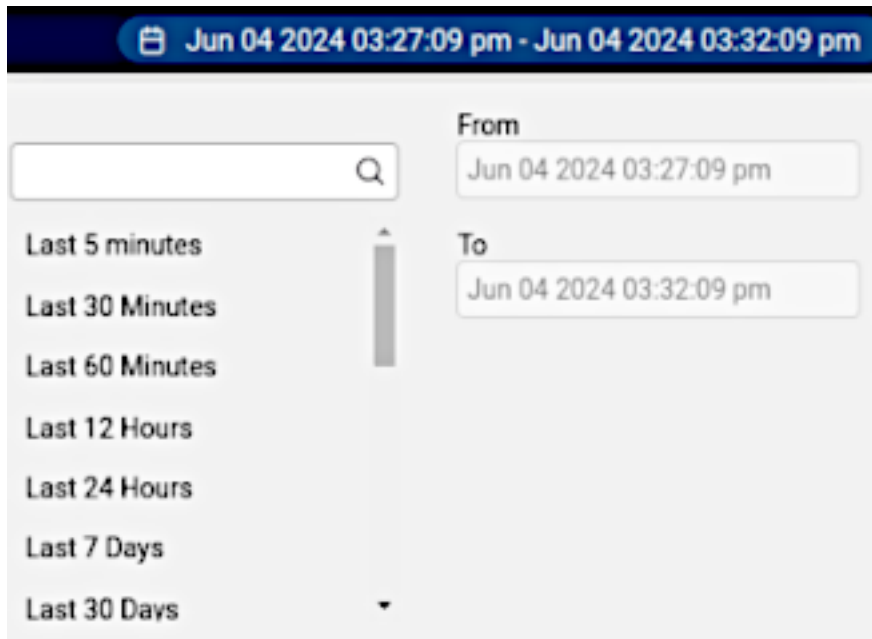 Jun 04 2024 03:27:09 pm - Jun 04 2024 03:32:09 pm
From
Jun 04 2024 03:27:09 pm
To
Jun 04 2024 03:32:09 pm
Last 5 minutes
Last 30 Minutes
Last 60 Minutes
Last 12 Hours
Last 24 Hours
Last 7 Days
Last 30 Days